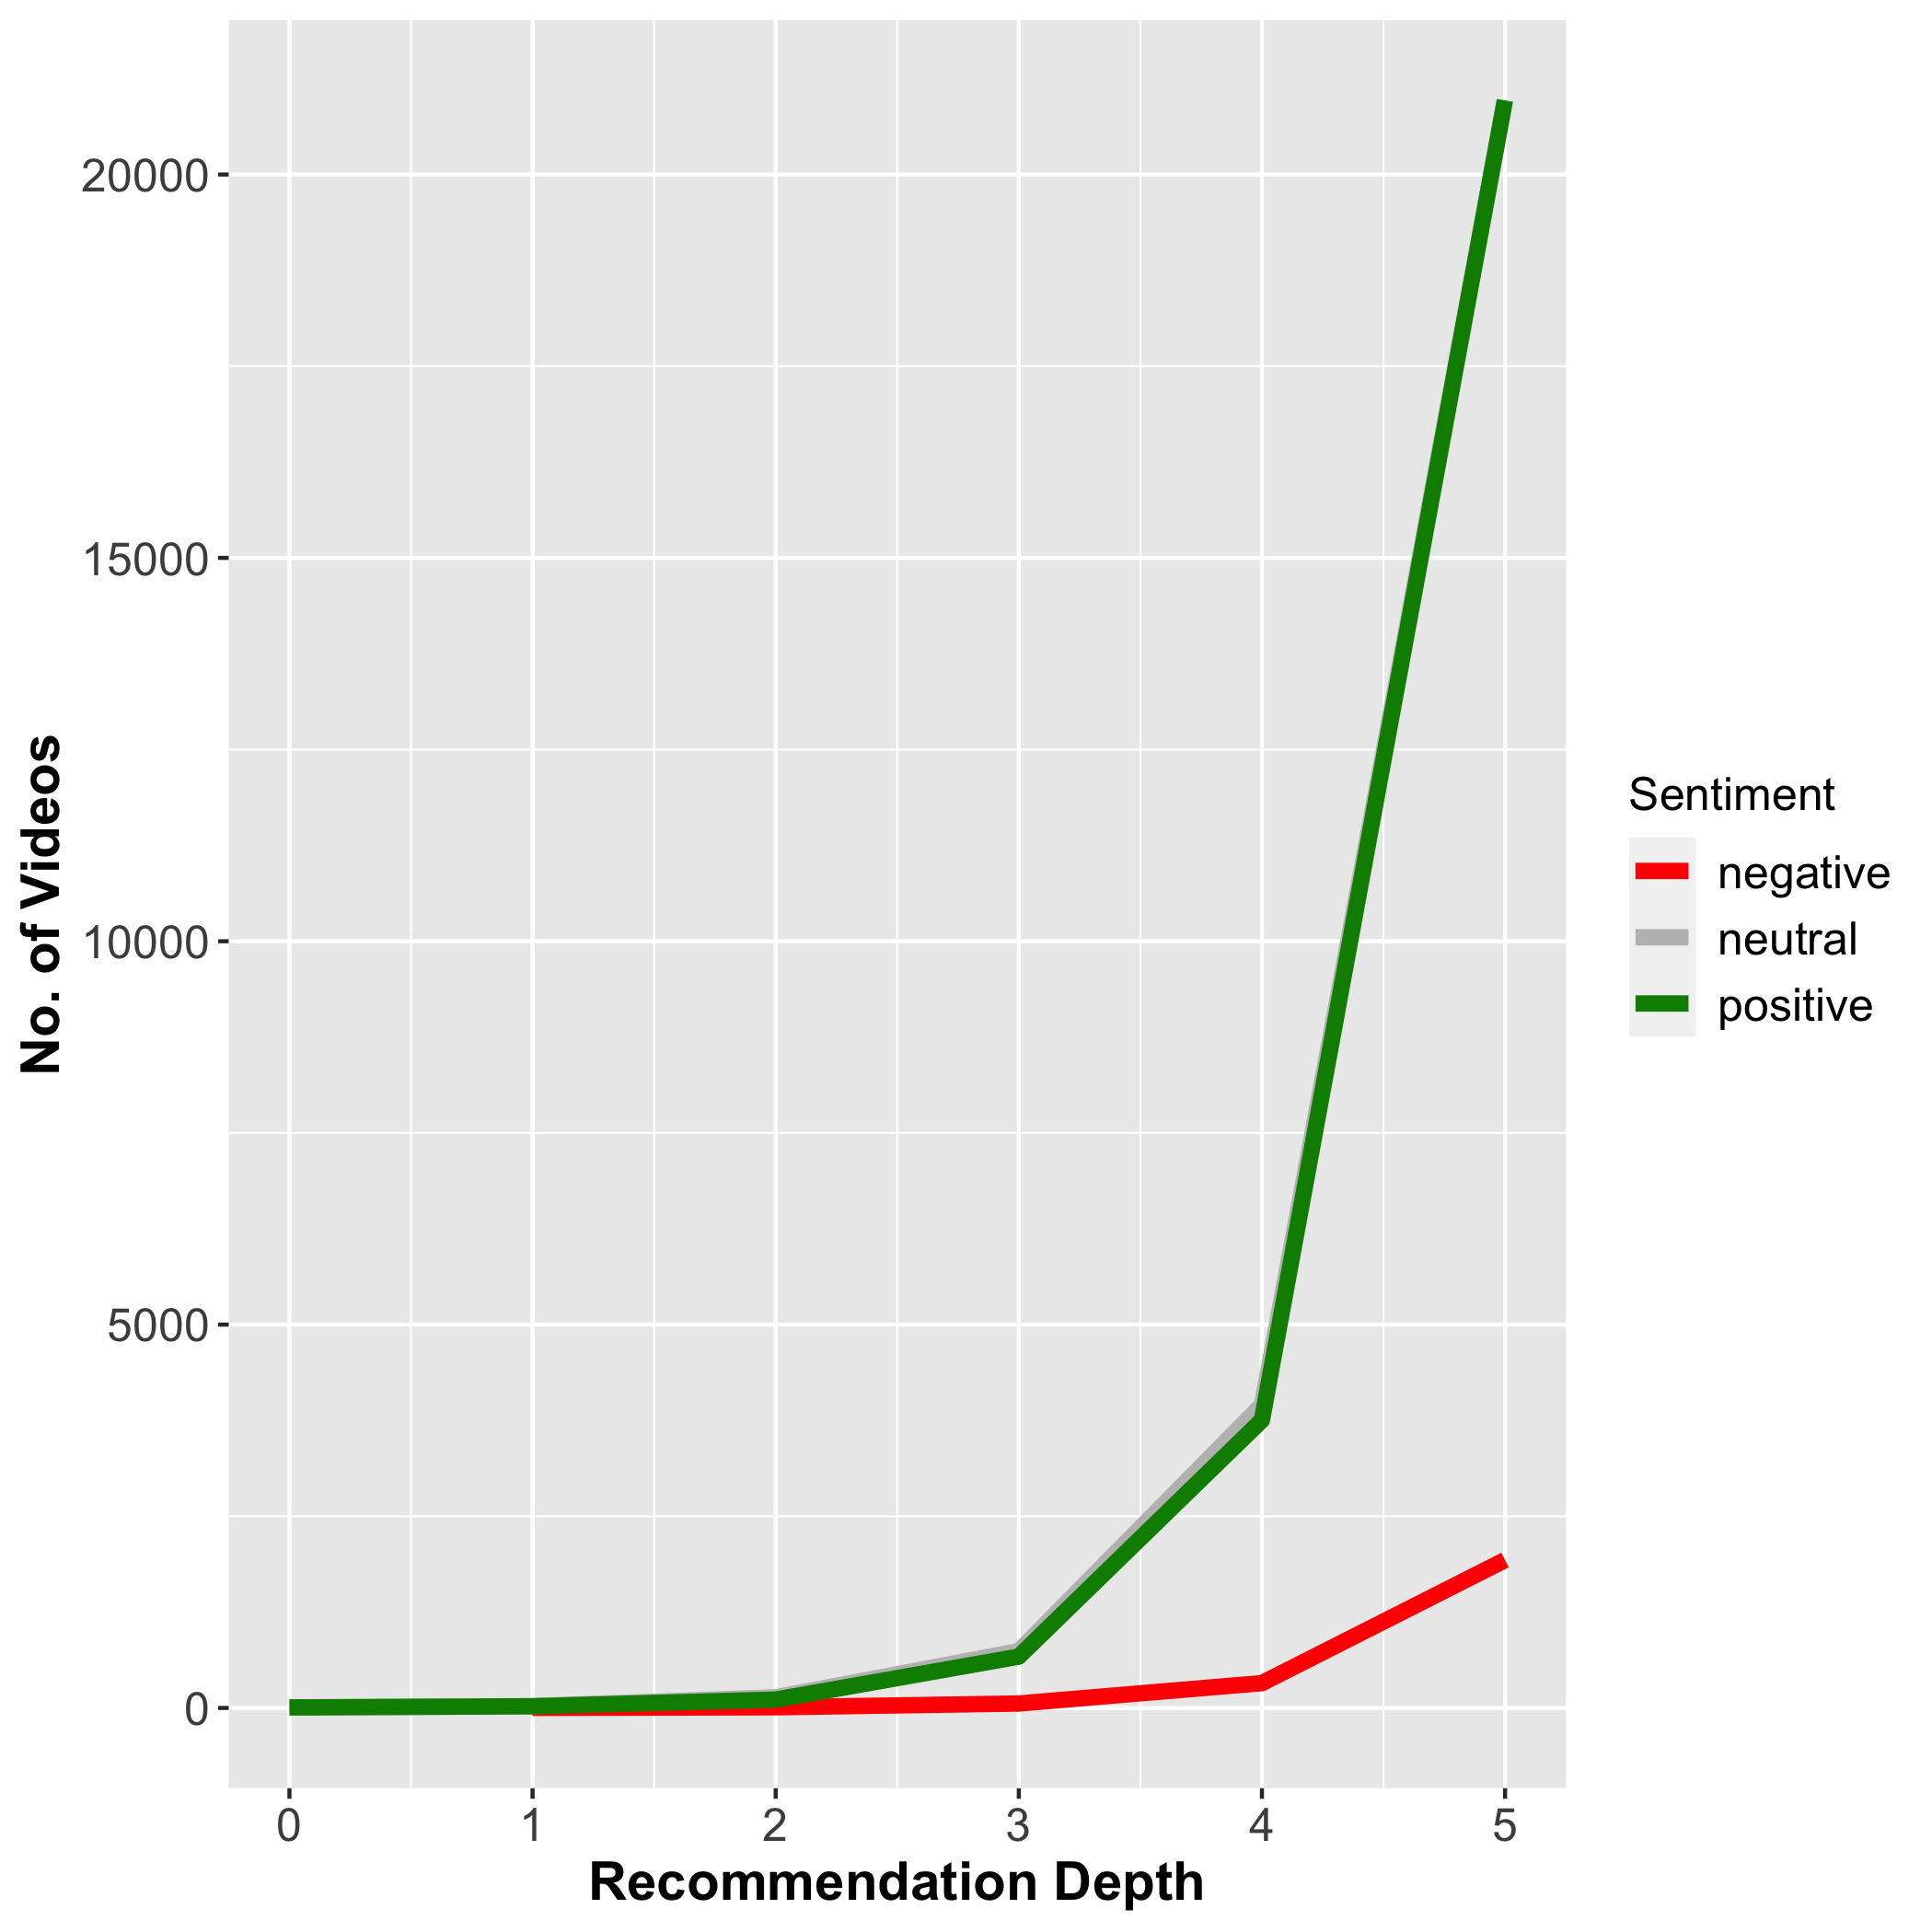 No. of Videos
20000
15000
10000
5000
0
0 1 2 3 4 5
Recommendation Depth
Sentiment
negative
neutral
positive